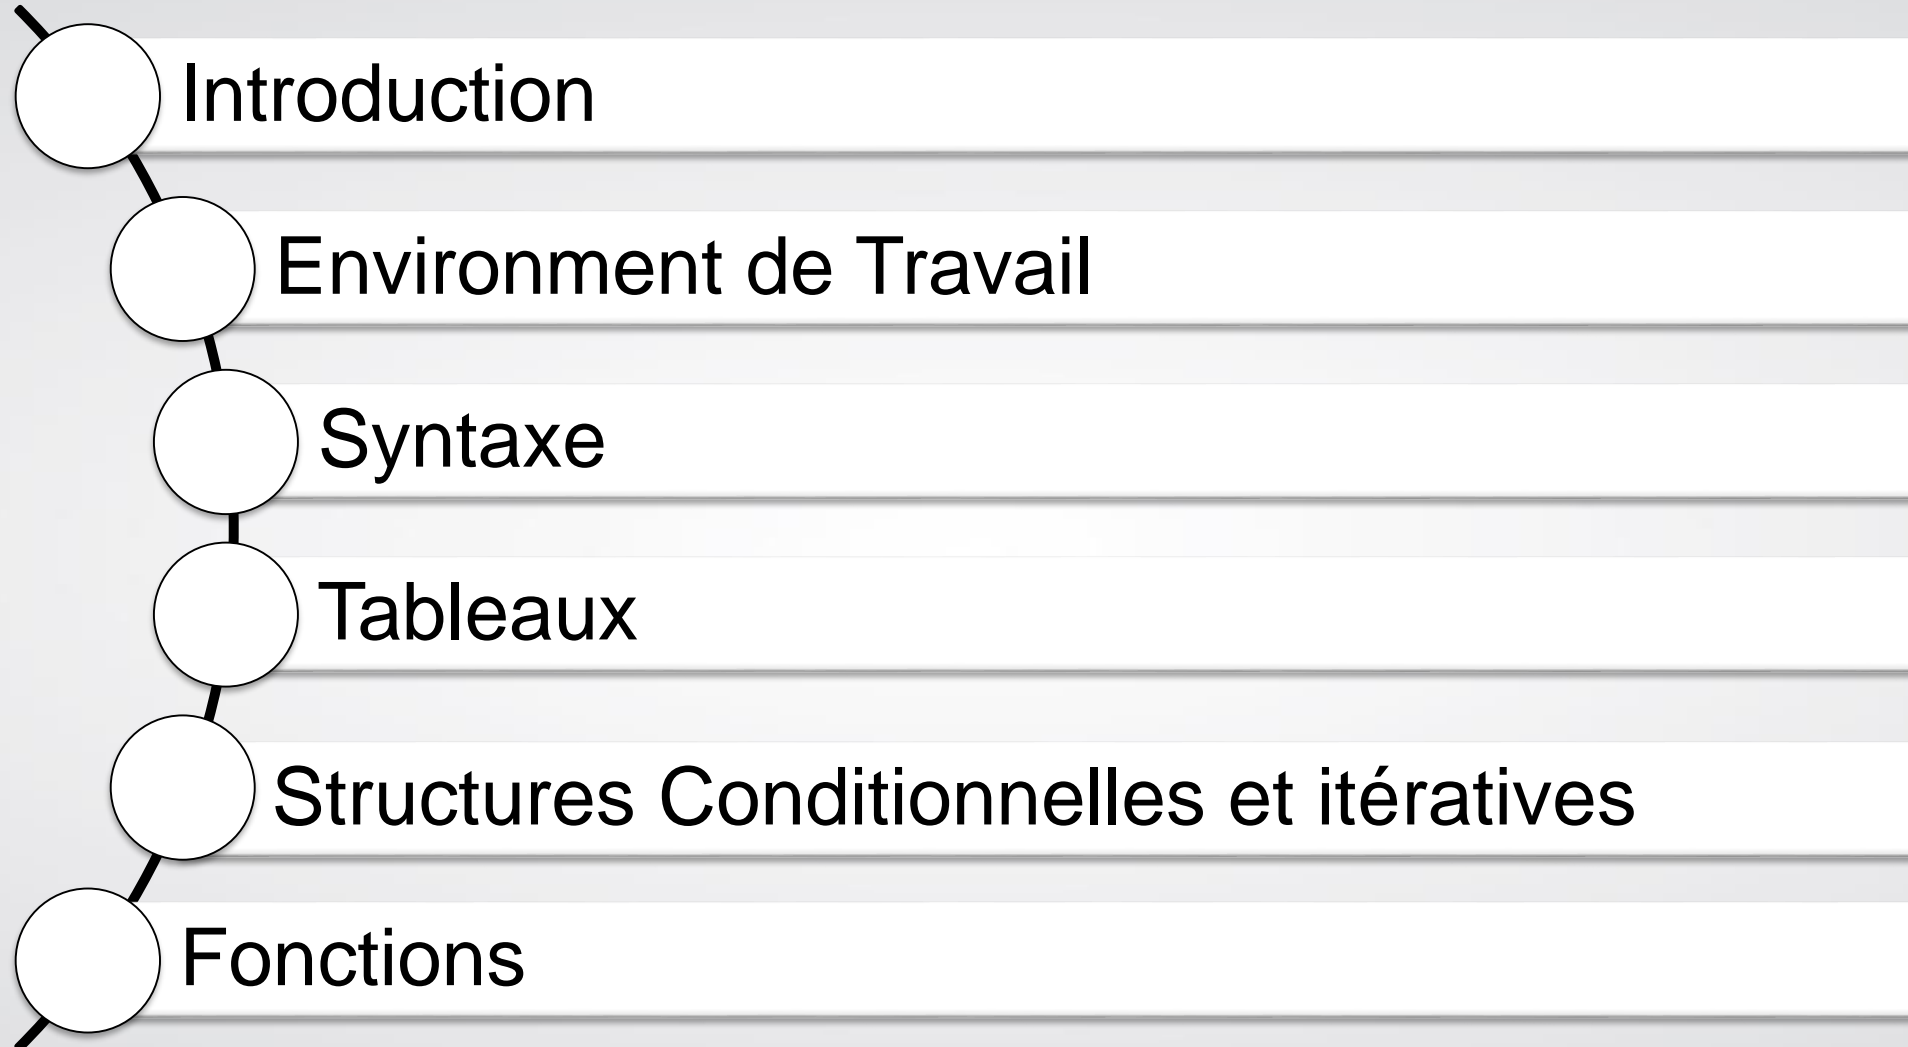 Introduction
Environment de Travail
Syntaxe
Tableaux
Structures Conditionnelles et itératives
Fonctions